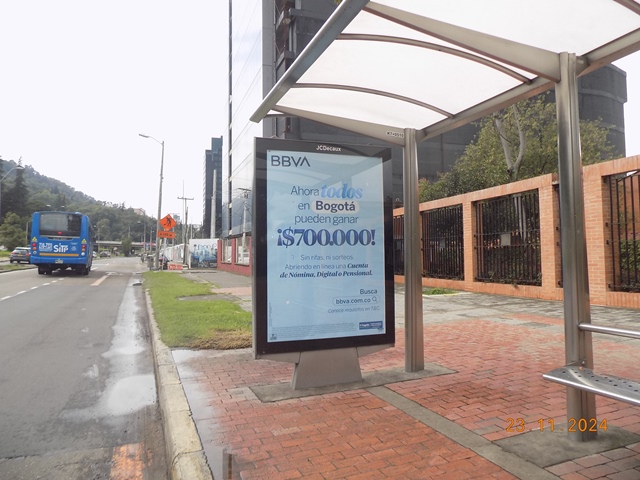 JCDecaux
BBVA
Ahora todos
en Bogotá
pueden ganar
¡$700.000!
Sin rifas, ni sorteos.
Abriendo en línea una Cuenta
de Nómina, Digital o Pensional.
Busca
bbva.com.co
SITP
23.11.2024